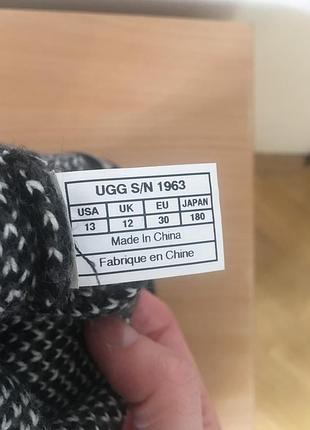 UGG S/N 1963
USA UK EU JAPAN
13 12 30 180
Made In China
Fabrique en Chine